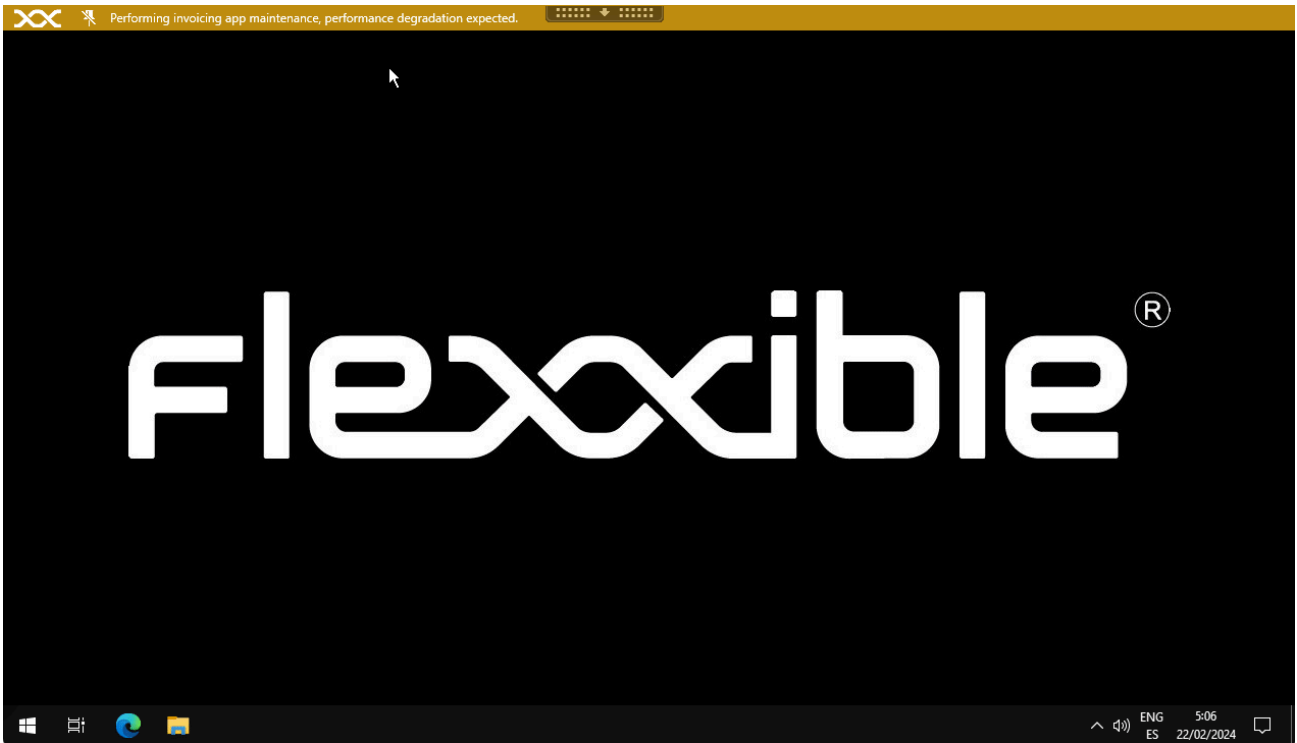 Performing invoicing app maintenance, performance degradation expected.
flexxible®
ENG
ES
5:06
22/02/2024